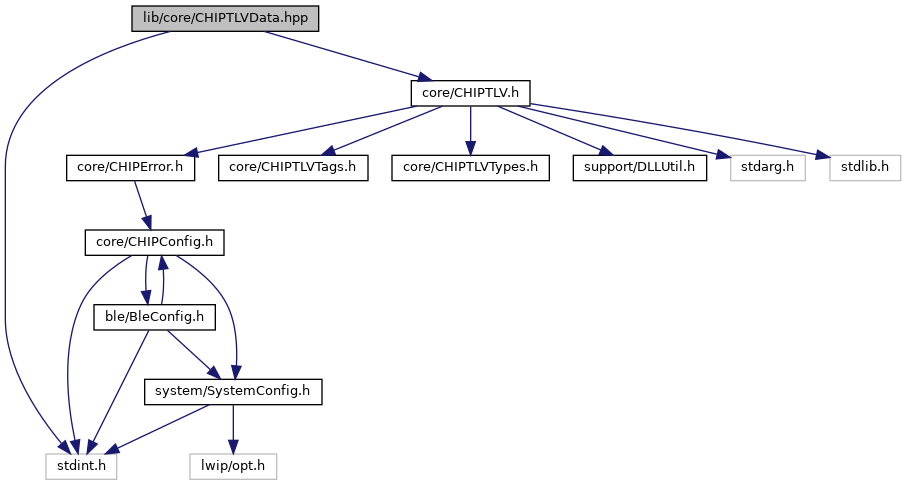 lib/core/CHIPTLVData.hpp
core/CHIPTLV.h
core/CHIPError.h
core/CHIPTLVTags.h
core/CHIPTLVTypes.h
support/DLLUtil.h
stdarg.h
stdlib.h
core/CHIPConfig.h
ble/BleConfig.h
system/SystemConfig.h
stdint.h
lwip/opt.h